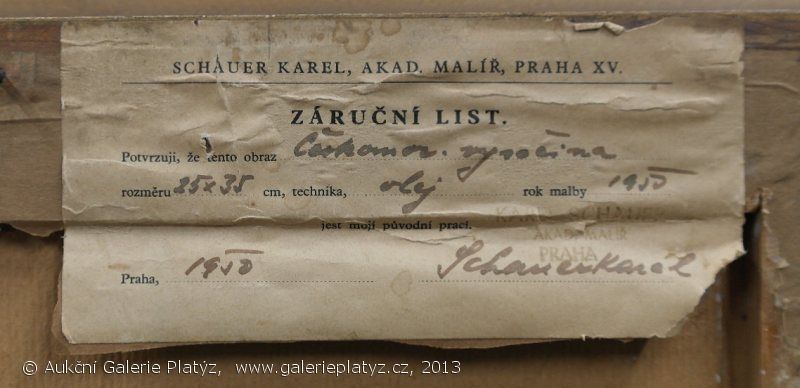 SCHAUER KAREL, AKAD. MALÍŘ, PRAHA XV.
ZÁRUČNÍ LIST.
Potvrzuji, že tento obraz Českomor. vysočina
rozměru 25x35 cm, technika, olej rok malby 1950
jest mojí původní prací.
KAREL SCHAUER
AKAD. MALÍŘ
PRAHA
Praha, 1950 Schauer Karel
© Aukční Galerie Platýz, www.galerieplatyz.cz, 2013